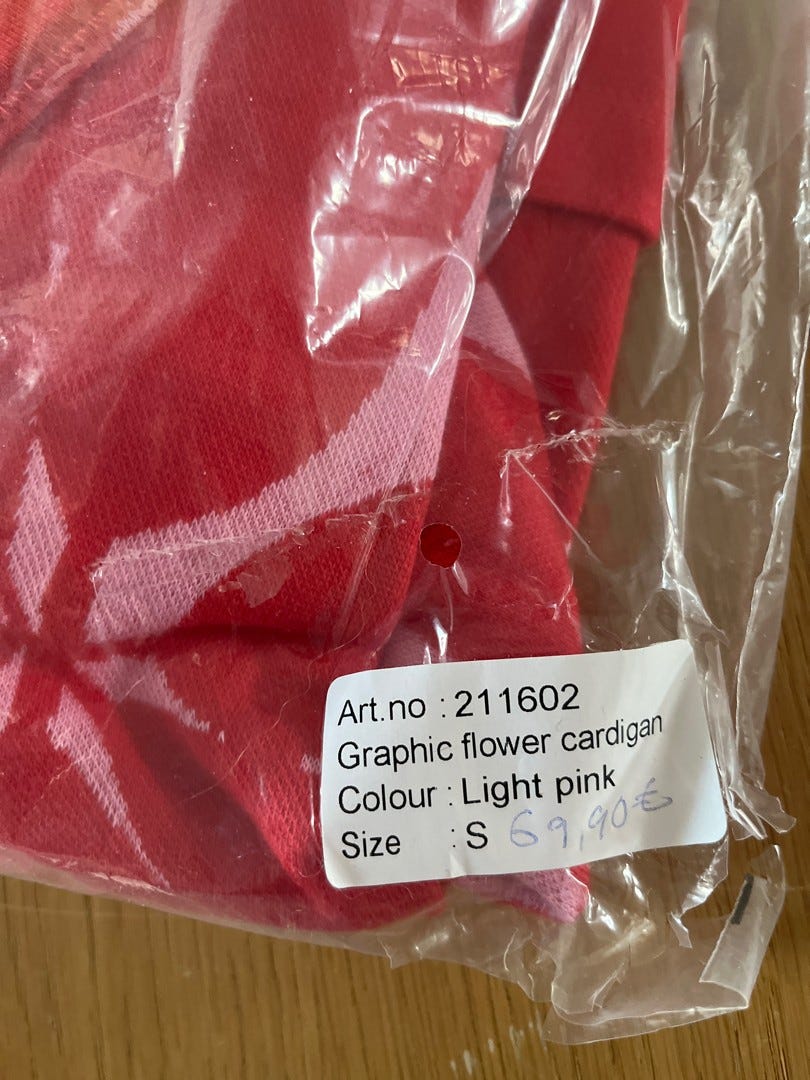 Art.no : 211602
Graphic flower cardigan
Colour : Light pink
Size : S 69,90€